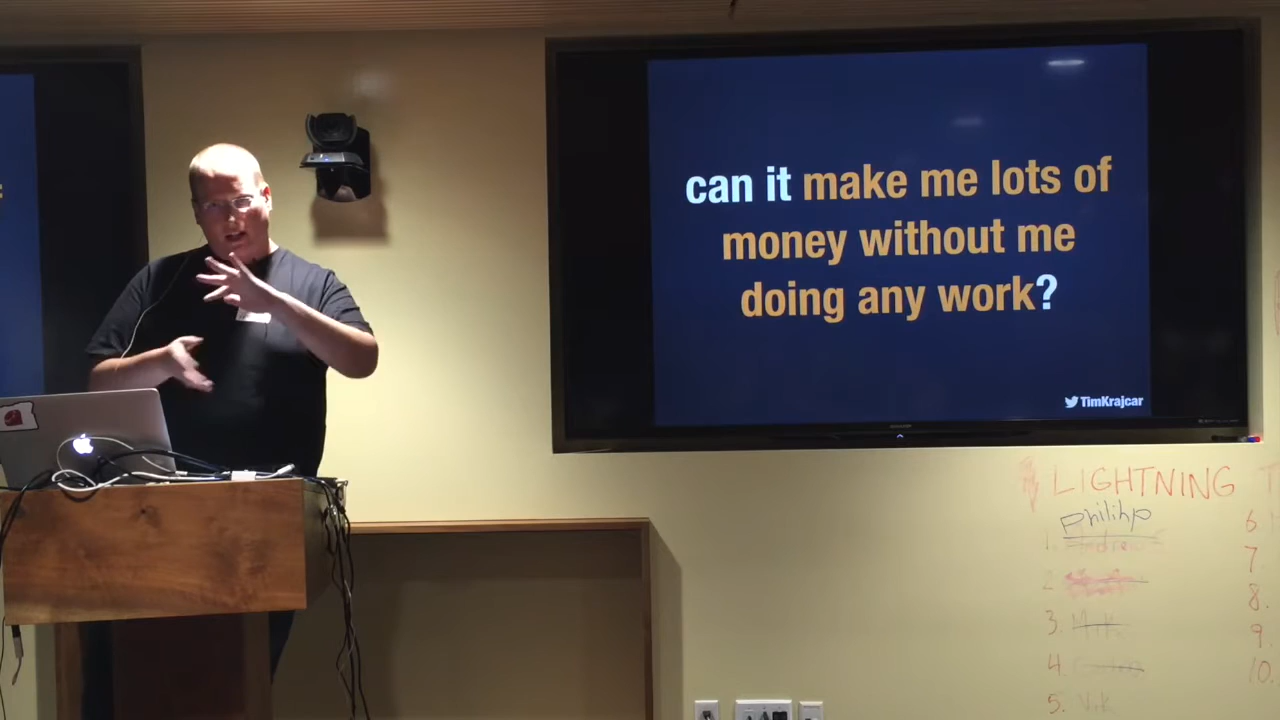 can it make me lots of
money without me
doing any work?
TimKrajcar
LIGHTNING
philihp
1.
2
3.
4.
5.
6
7.
8.
9.
10.